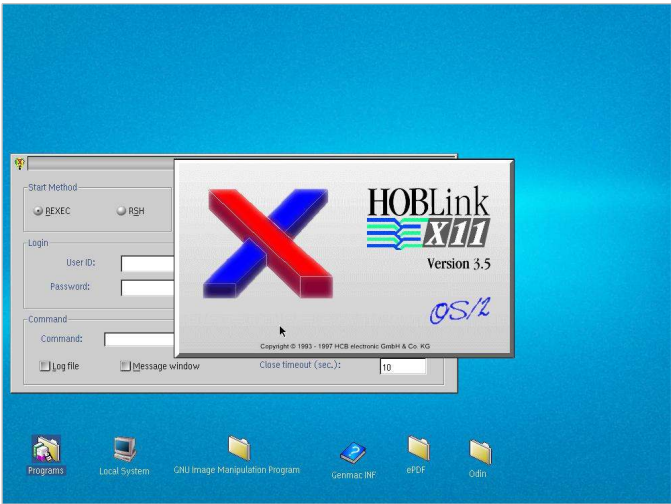 Start Method
REXEC
RSH
Login
User ID:
Password:
Command
Command:
Log file
Message window
Close timeout (sec.):
10
HOBLink
X11
Version 3.5
OS/2
Copyright © 1993 - 1997 HCB electronic GmbH & Co. KG
Programs
Local System
GNU Image Manipulation Program
Genmac INF
ePDF
Odin